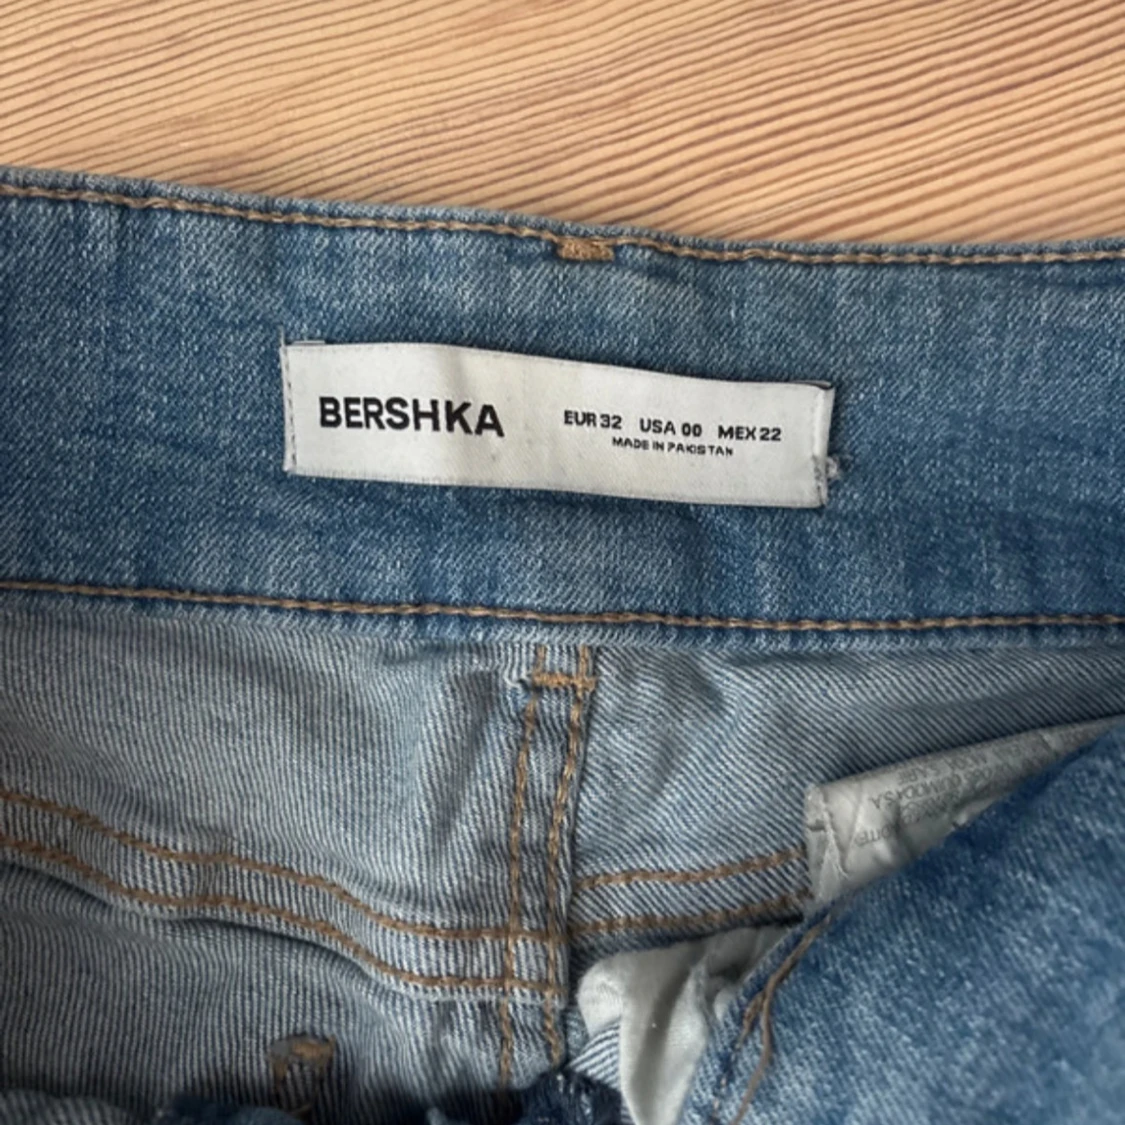 BERSHKA
EUR 32 USA 00 MEX 22
MADE IN PAKISTAN